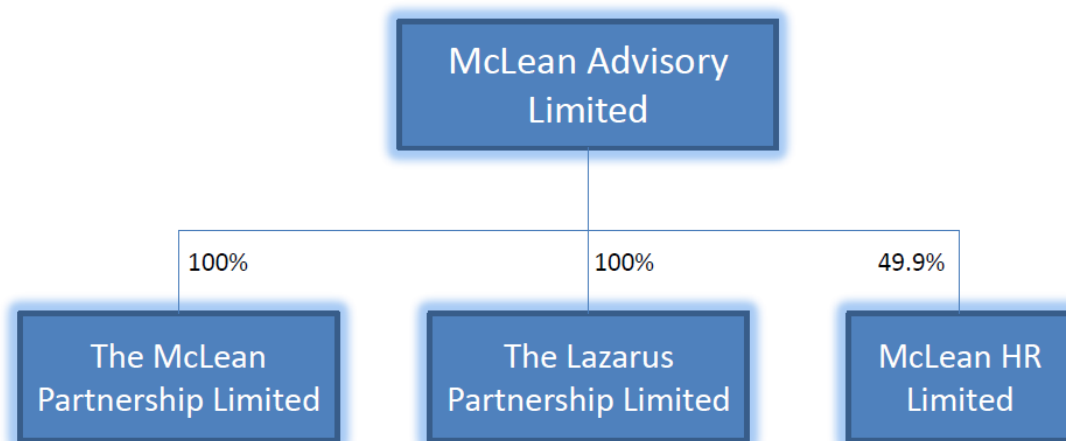 McLean Advisory
Limited
100%
100%
49.9%
The McLean
Partnership Limited
The Lazarus
Partnership Limited
McLean HR
Limited